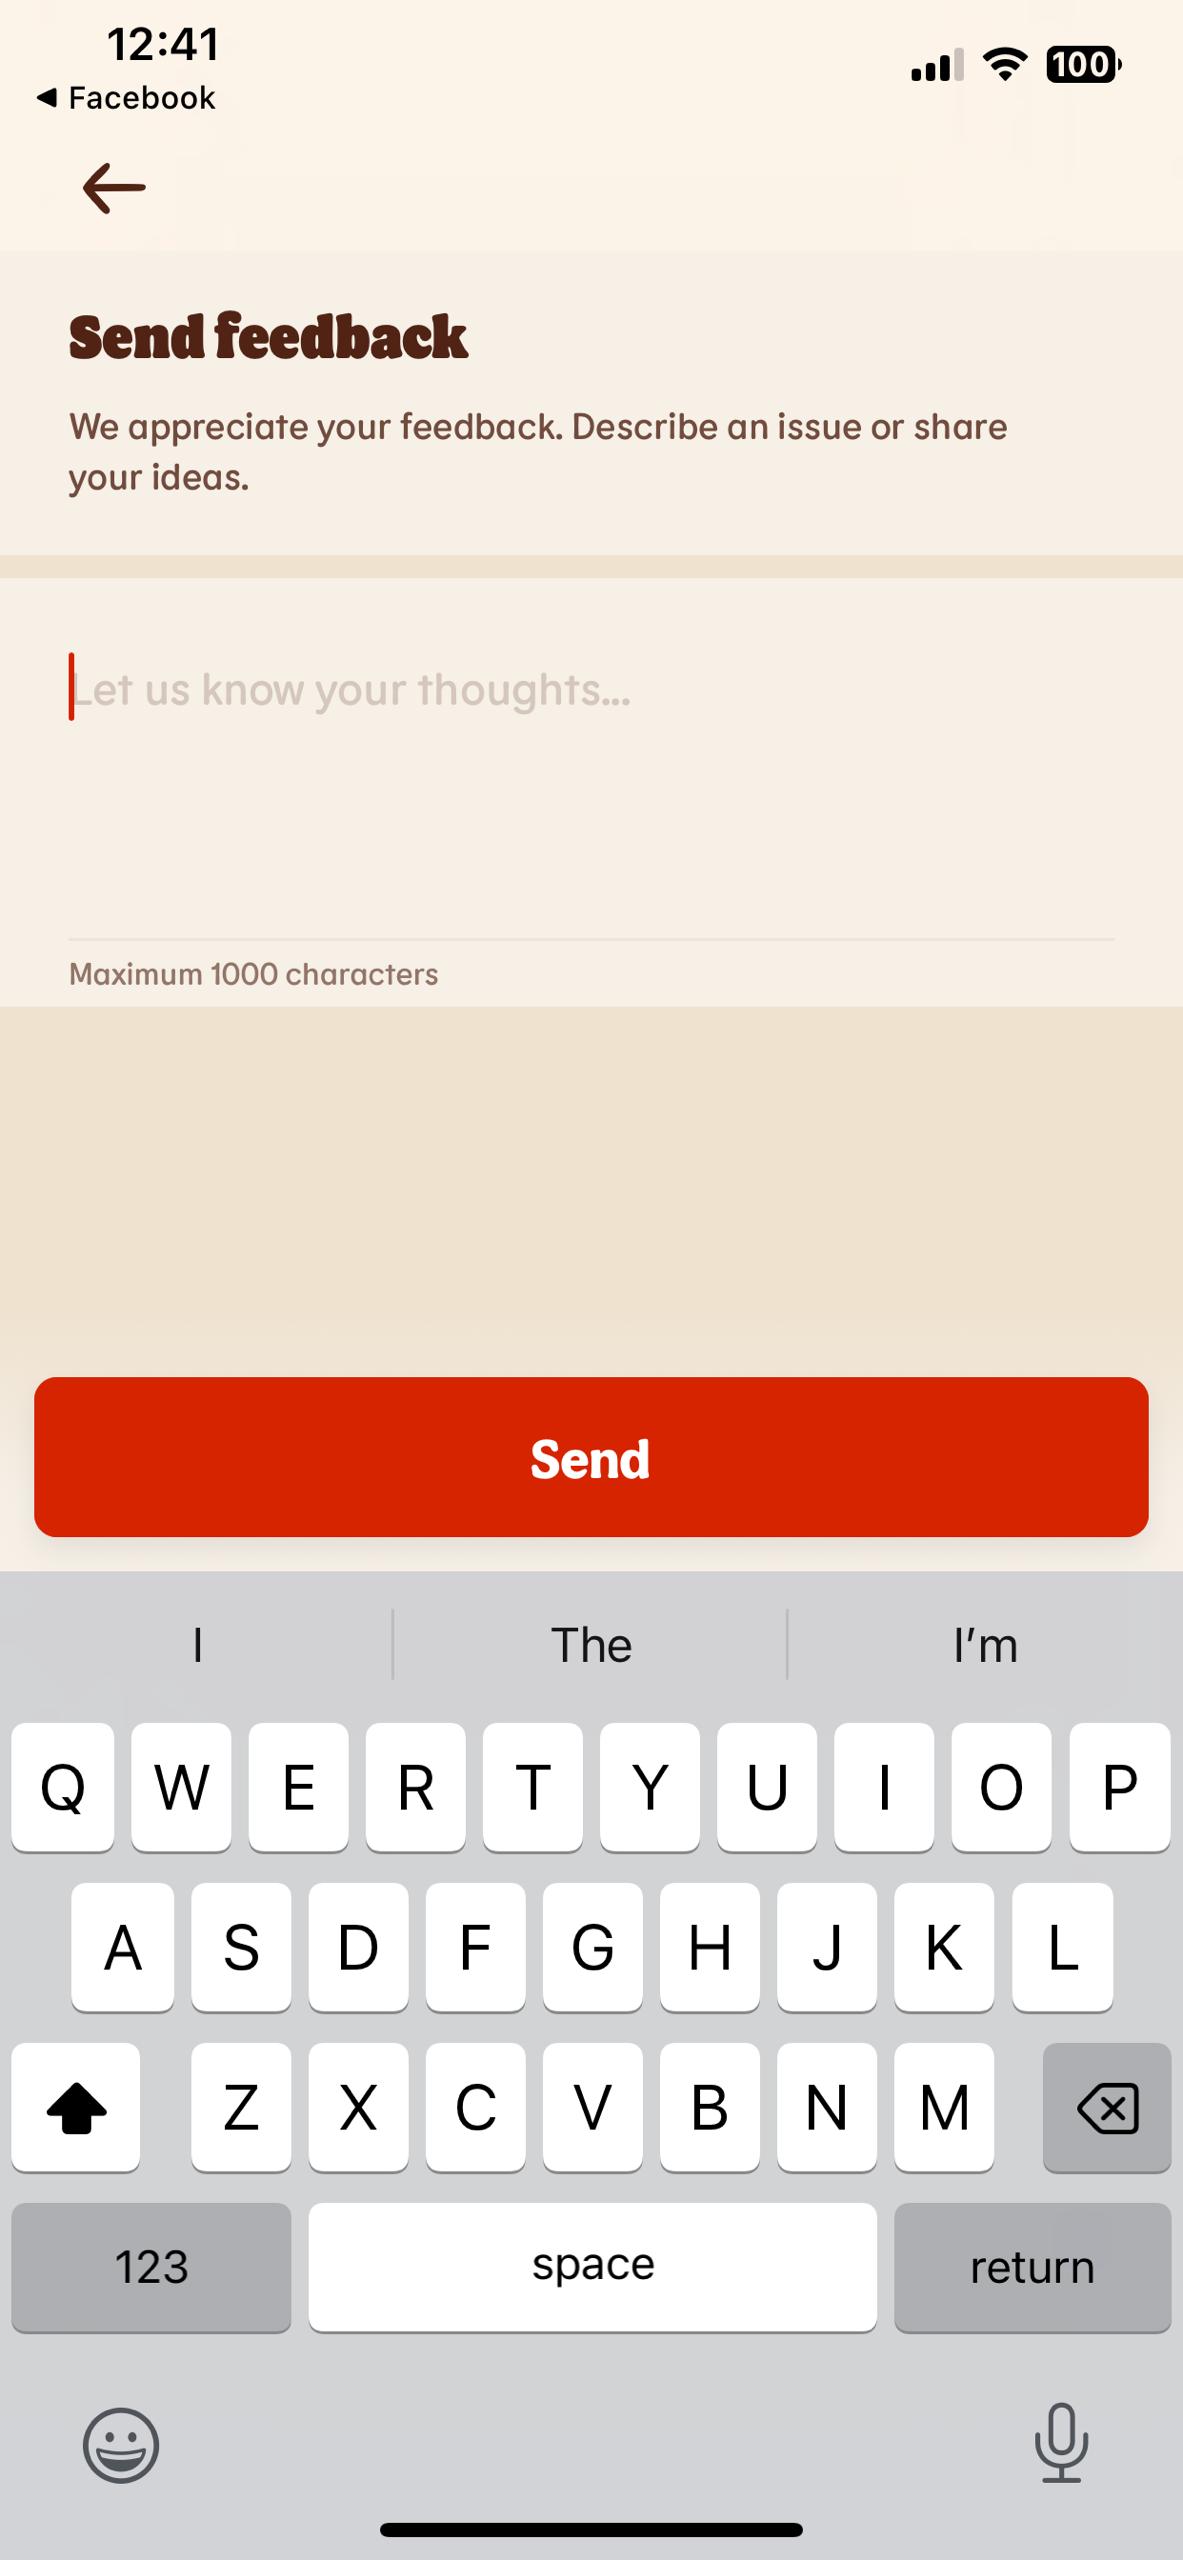 12:41
100
◀ Facebook
Send feedback
We appreciate your feedback. Describe an issue or share
your ideas.
Let us know your thoughts...
Maximum 1000 characters
Send
I The I'm
Q W E R T Y U I O P
A S D F G H J K L
Z X C V B N M
123 space return